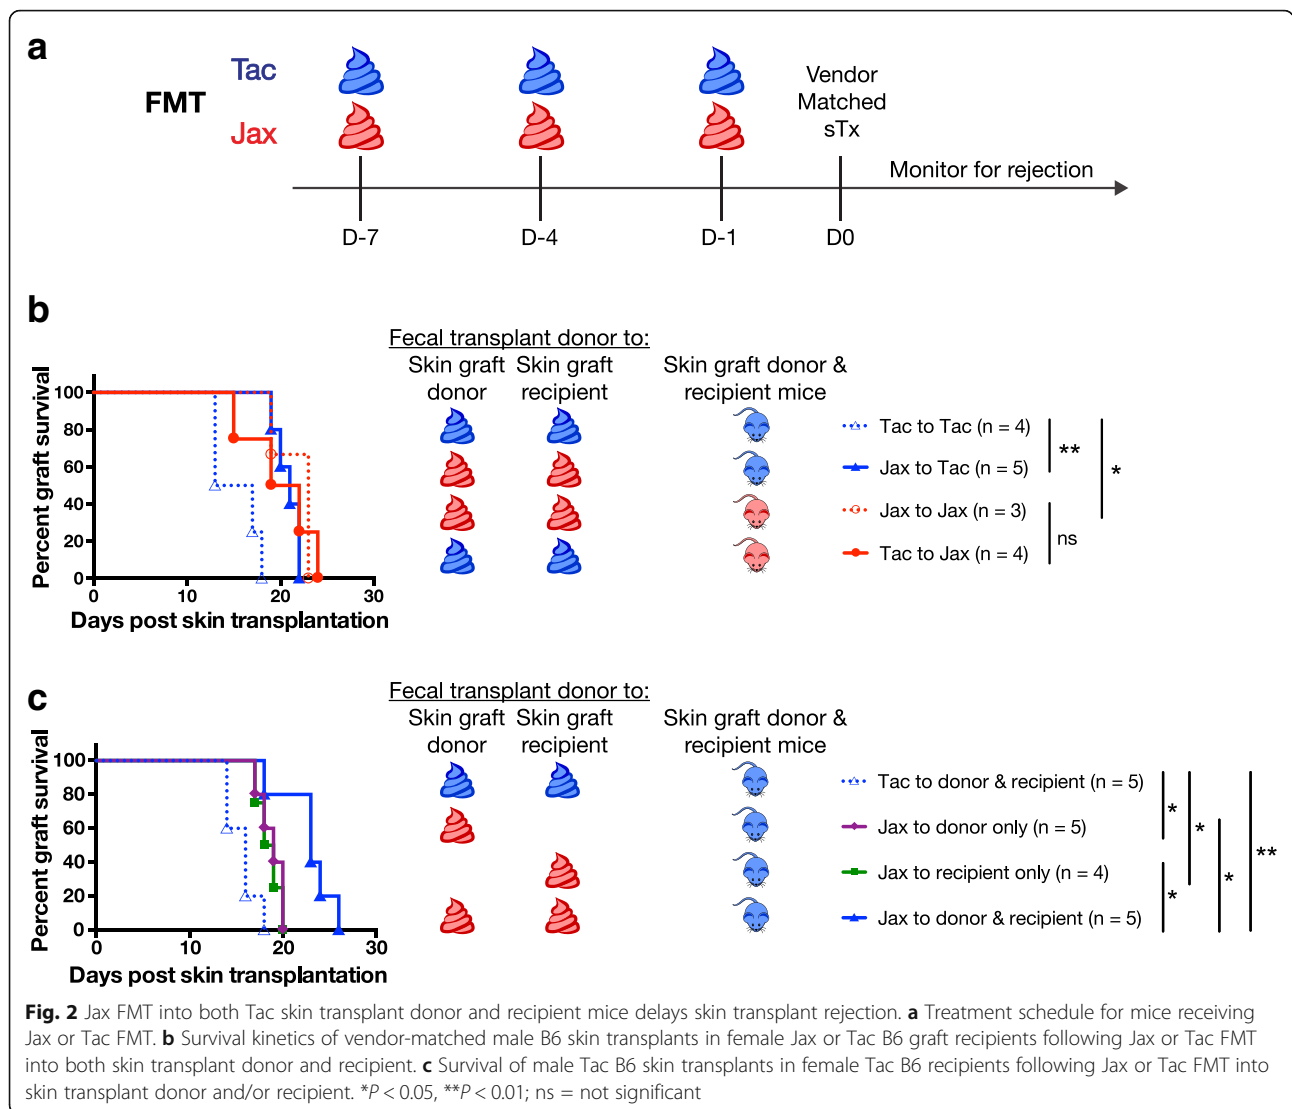 a
Tac
FMT
Jax
Vendor
Matched
sTx
Monitor for rejection
D-7 D-4 D-1 D0
b
Fecal transplant donor to:
Skin graft donor
Skin graft recipient
Skin graft donor &
recipient mice
Percent graft survival
100
80
60
40
20
0
0 10 20 30
Days post skin transplantation
Tac to Tac (n = 4)
Jax to Tac (n = 5)
Jax to Jax (n = 3)
Tac to Jax (n = 4)
**
*
ns
c
Fecal transplant donor to:
Skin graft donor
Skin graft recipient
Skin graft donor &
recipient mice
Percent graft survival
100
80
60
40
20
0
0 10 20 30
Days post skin transplantation
Tac to donor & recipient (n = 5)
Jax to donor only (n = 5)
Jax to recipient only (n = 4)
Jax to donor & recipient (n = 5)
*
*
*
*
**
Fig. 2 Jax FMT into both Tac skin transplant donor and recipient mice delays skin transplant rejection. a Treatment schedule for mice receiving
Jax or Tac FMT. b Survival kinetics of vendor-matched male B6 skin transplants in female Jax or Tac B6 graft recipients following Jax or Tac FMT
into both skin transplant donor and recipient. c Survival of male Tac B6 skin transplants in female Tac B6 recipients following Jax or Tac FMT into
skin transplant donor and/or recipient. *P < 0.05, **P < 0.01; ns = not significant